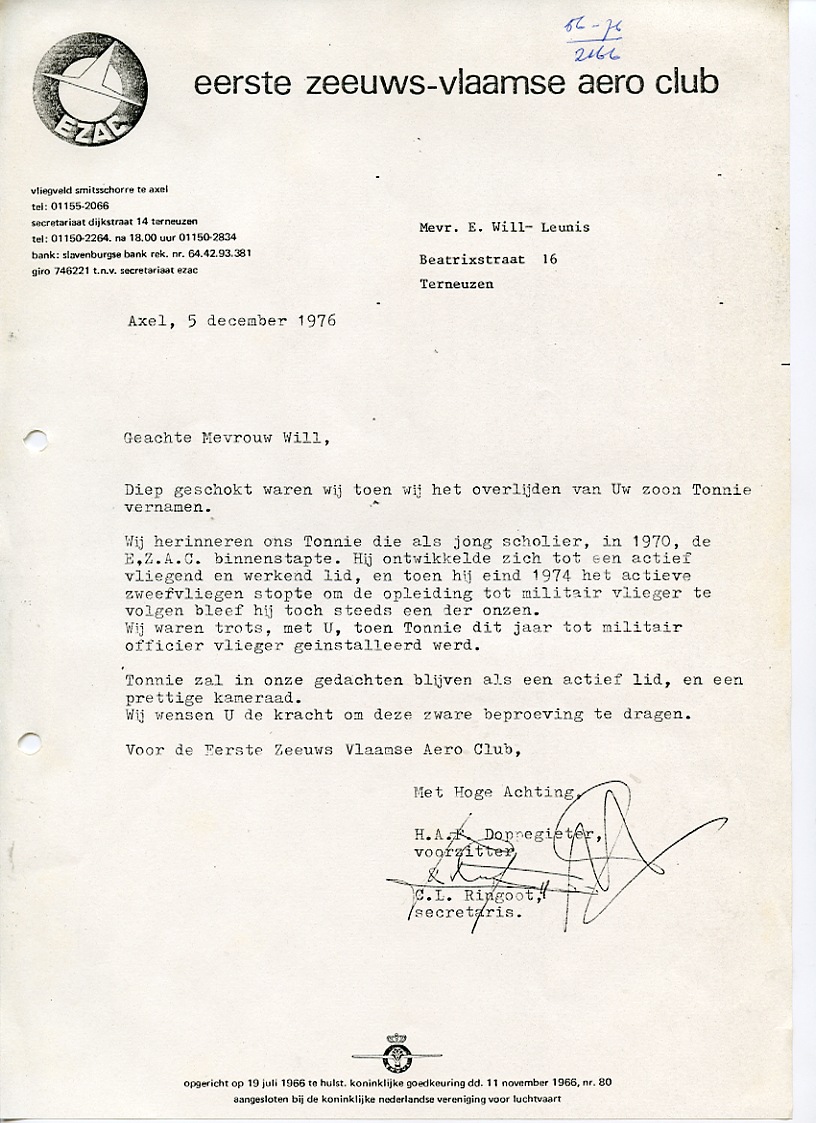 56-76
2166
eerste zeeuws-vlaamse aero club
EZAC
vliegveld smitsschorre te axel
tel: 01155-2066
secretariaat dijkstraat 14 terneuzen
tel: 01150-2264. na 18.00 uur 01150-2834
bank: slavenburgse bank rek. nr. 64.42.93.381
giro 746221 t.n.v. secretariaat ezac
Mevr. E. Will- Leunis
Beatrixstraat 16
Terneuzen
Axel, 5 december 1976
Geachte Mevrouw Will,
Diep geschokt waren wij toen wij het overlijden van Uw zoon Tonnie
vernamen.
Wij herinneren ons Tonnie die als jong scholier, in 1970, de
E,Z.A.C. binnenstapte. Hij ontwikkelde zich tot een actief
vliegend en werkend lid, en toen hij eind 1974 het actieve
zweefvliegen stopte om de opleiding tot militair vlieger te
volgen bleef hij toch steeds een der onzen.
Wij waren trots, met U, toen Tonnie dit jaar tot militair
officier vlieger geinstalleerd werd.
Tonnie zal in onze gedachten blijven als een actief lid, en een
prettige kameraad.
Wij wensen U de kracht om deze zware beproeving te dragen.
Voor de Eerste Zeeuws Vlaamse Aero Club,
Met Hoge Achting,
H.A.F. Doppegieter,
voorzitter
&
C.L. Ringoot,
secretaris.
opgericht op 19 juli 1966 te hulst. koninklijke goedkeuring dd. 11 november 1966, nr. 80
aangesloten bij de koninklijke nederlandse vereniging voor luchtvaart